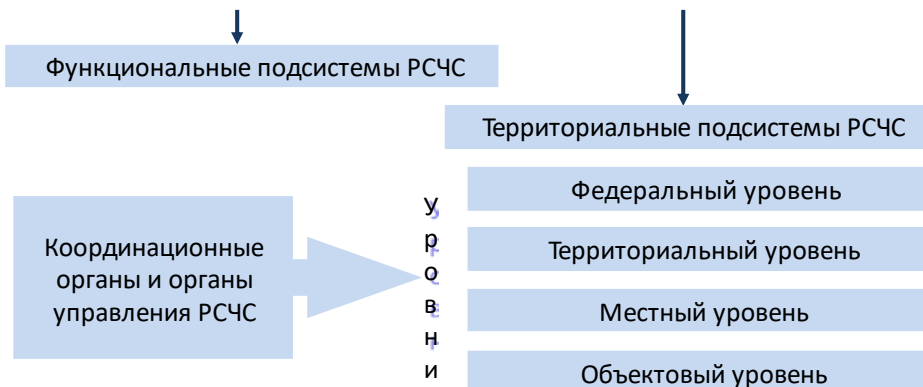 Функциональные подсистемы РСЧС
Территориальные подсистемы РСЧС
Координационные
органы и органы
управления РСЧС
Уровни
Федеральный уровень
Территориальный уровень
Местный уровень
Объектовый уровень